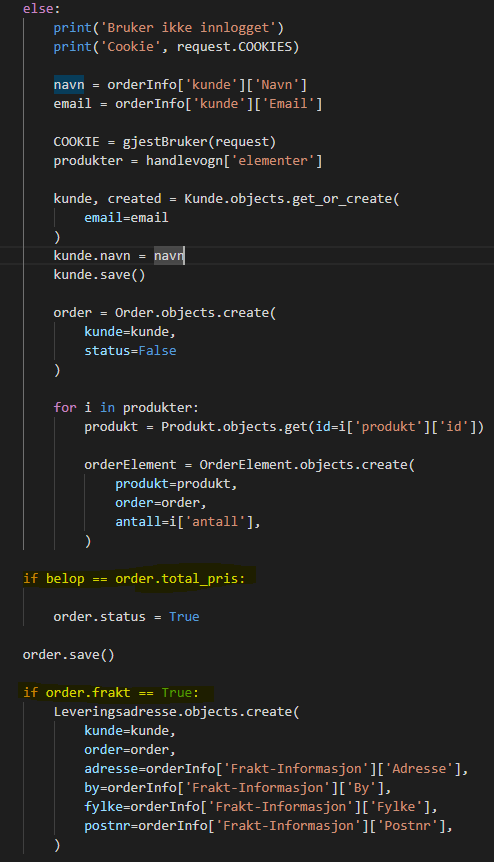 else:
print('Bruker ikke innlogget')
print('Cookie', request.COOKIES)
navn = orderInfo['kunde']['Navn']
email = orderInfo['kunde']['Email']
COOKIE = gjestBruker(request)
produkter = handlevogn['elementer']
kunde, created = Kunde.objects.get_or_create(
email=email
)
kunde.navn = navn
kunde.save()
order = Order.objects.create(
kunde=kunde,
status=False
)
for i in produkter:
produkt = Produkt.objects.get(id=i['produkt']['id'])
orderElement = OrderElement.objects.create(
produkt=produkt,
order=order,
antall=i['antall'],
)
if belop == order.total_pris:
order.status = True
order.save()
if order.frakt == True:
Leveringsadresse.objects.create(
kunde=kunde,
order=order,
adresse=orderInfo['Frakt-Informasjon']['Adresse'],
by=orderInfo['Frakt-Informasjon']['By'],
fylke=orderInfo['Frakt-Informasjon']['Fylke'],
postnr=orderInfo['Frakt-Informasjon']['Postnr'],
)